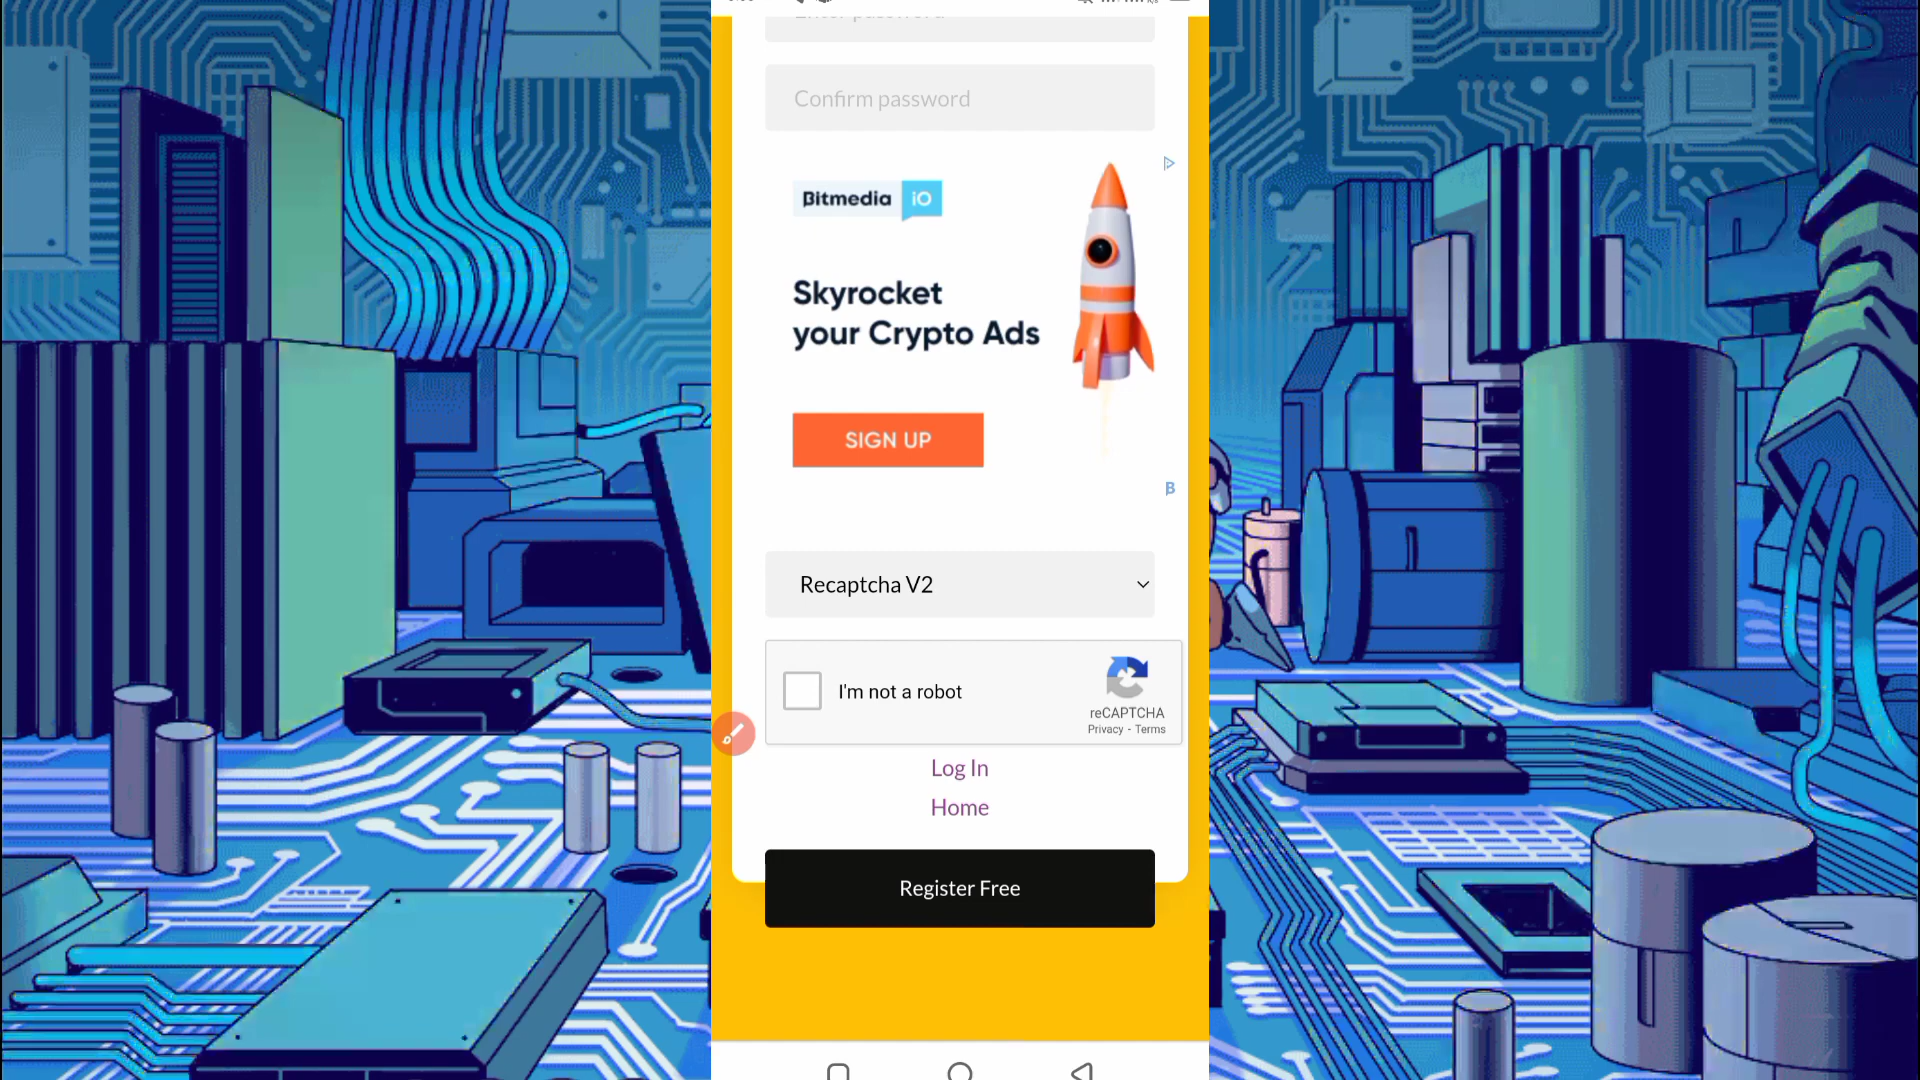 Confirm password
Bitmedia iO
Skyrocket
your Crypto Ads
SIGN UP
B
Recaptcha V2
I'm not a robot
reCAPTCHA
Privacy - Terms
Log In
Home
Register Free